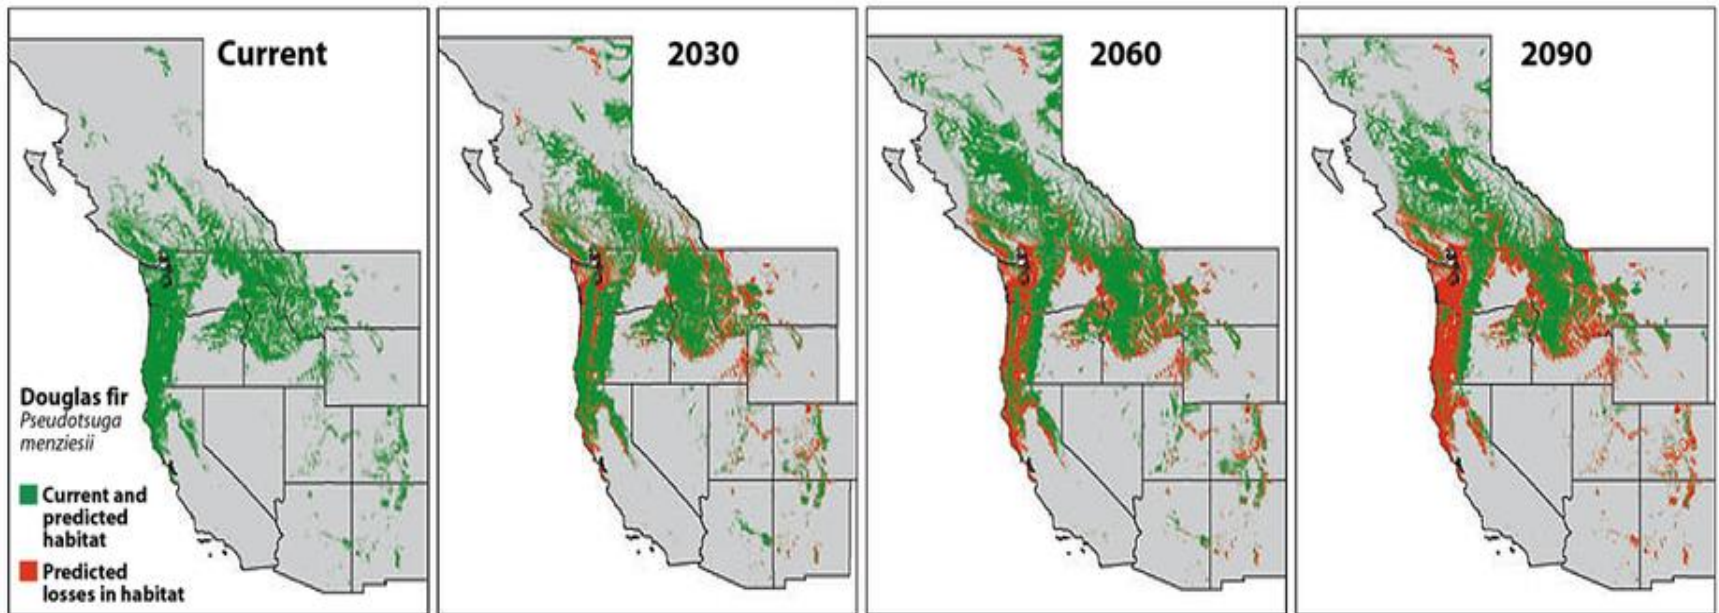 Current
2030
2060
2090
Douglas fir
Pseudotsuga
menziesii
Current and
predicted
habitat
Predicted
losses in habitat